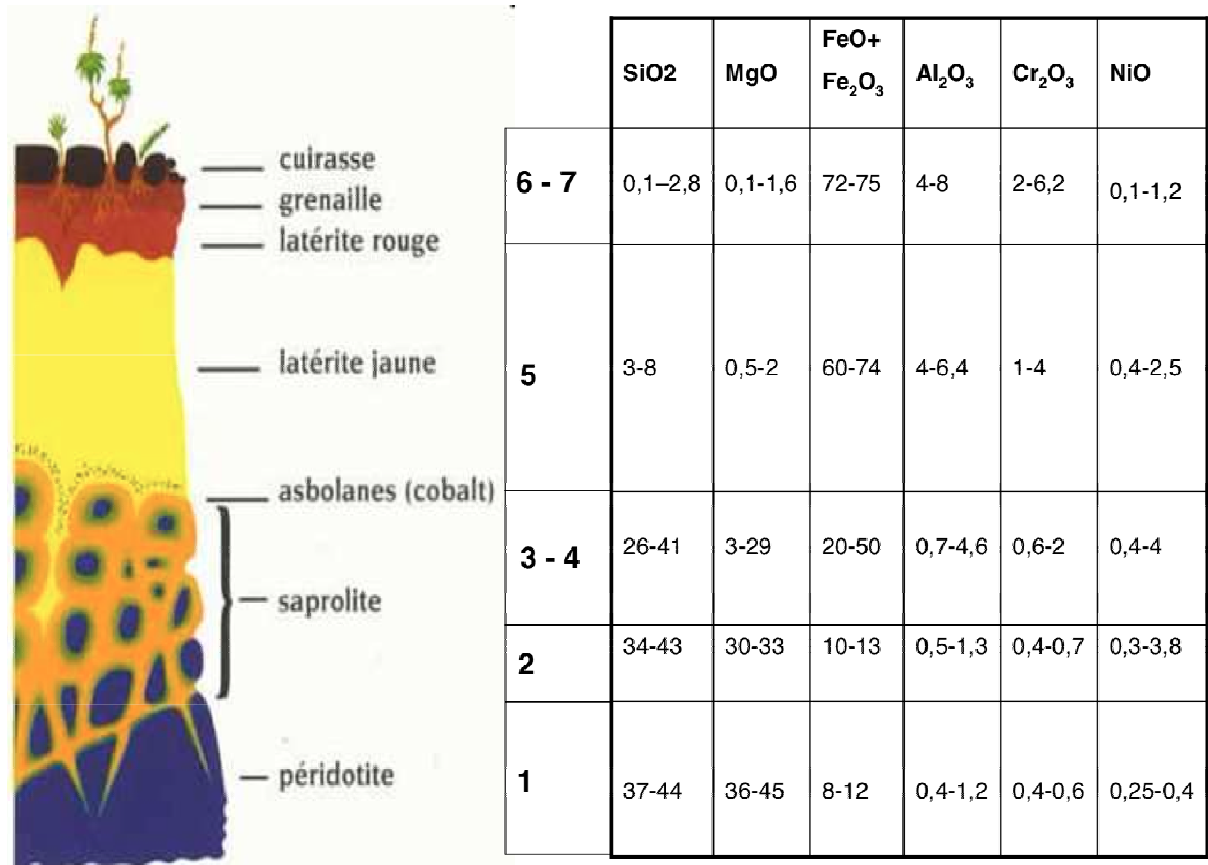 cuirasse
grenaille
latérite rouge
latérite jaune
asbolanes (cobalt)
saprolite
péridotite
SiO2 MgO FeO+ Fe₂O₃ Al₂O₃ Cr₂O₃ NiO
6 - 7 0,1–2,8 0,1-1,6 72-75 4-8 2-6,2 0,1-1,2
5 3-8 0,5-2 60-74 4-6,4 1-4 0,4-2,5
3 - 4 26-41 3-29 20-50 0,7-4,6 0,6-2 0,4-4
2 34-43 30-33 10-13 0,5-1,3 0,4-0,7 0,3-3,8
1 37-44 36-45 8-12 0,4-1,2 0,4-0,6 0,25-0,4